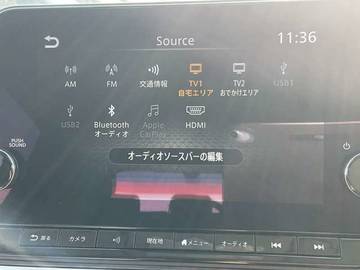 Source
11:36
AM FM 交通情報 TV1 TV2 USB1
自宅エリア おでかけエリア
USB2 Bluetooth Apple HDMI
オーディオ CarPlay
オーディオソースバーの編集
PUSH
SOUND
戻る カメラ 現在地 メニュー オーディオ